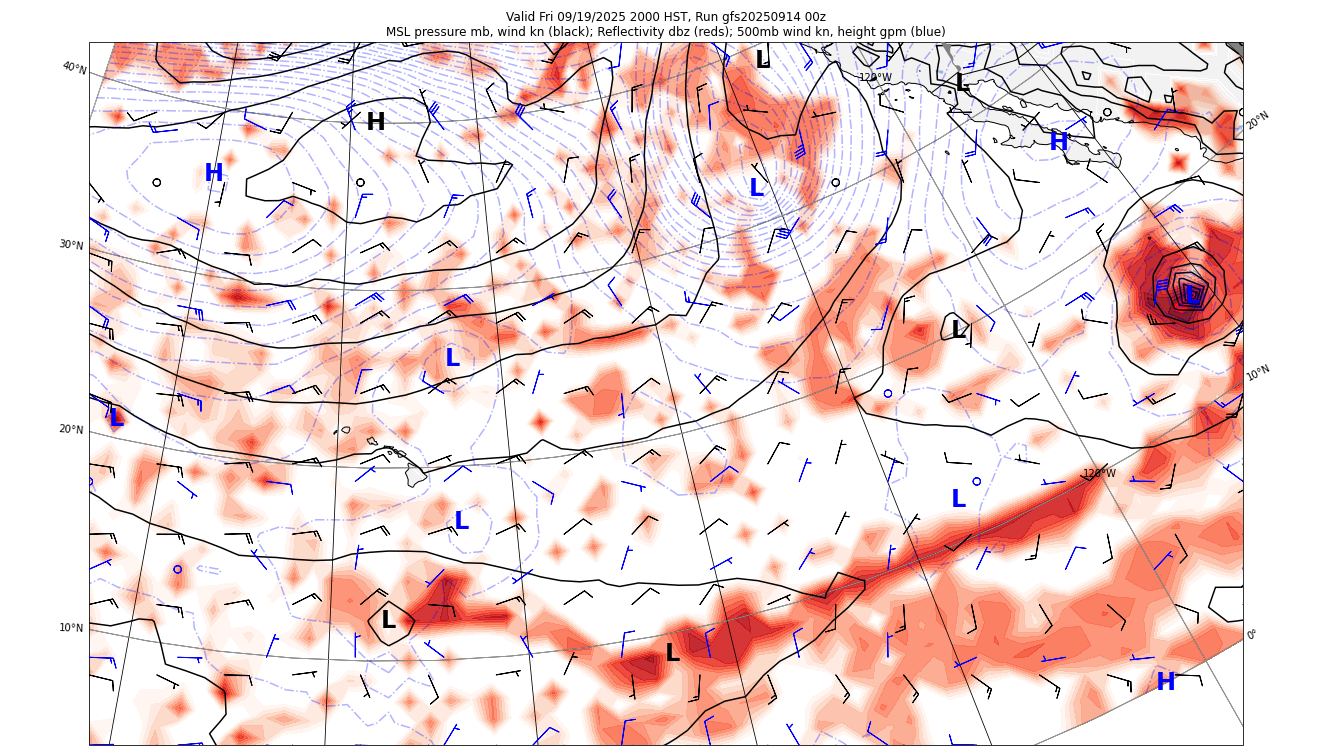 Valid Fri 09/19/2025 2000 HST, Run gfs20250914 00z
MSL pressure mb, wind kn (black); Reflectivity dbz (reds); 500mb wind kn, height gpm (blue)
L
40°N
120°W
L
H
20°N
H
H
L
30°N
L
L
L
10°N
L
20°N
120°W
L
L
L
10°N
0°
L
H